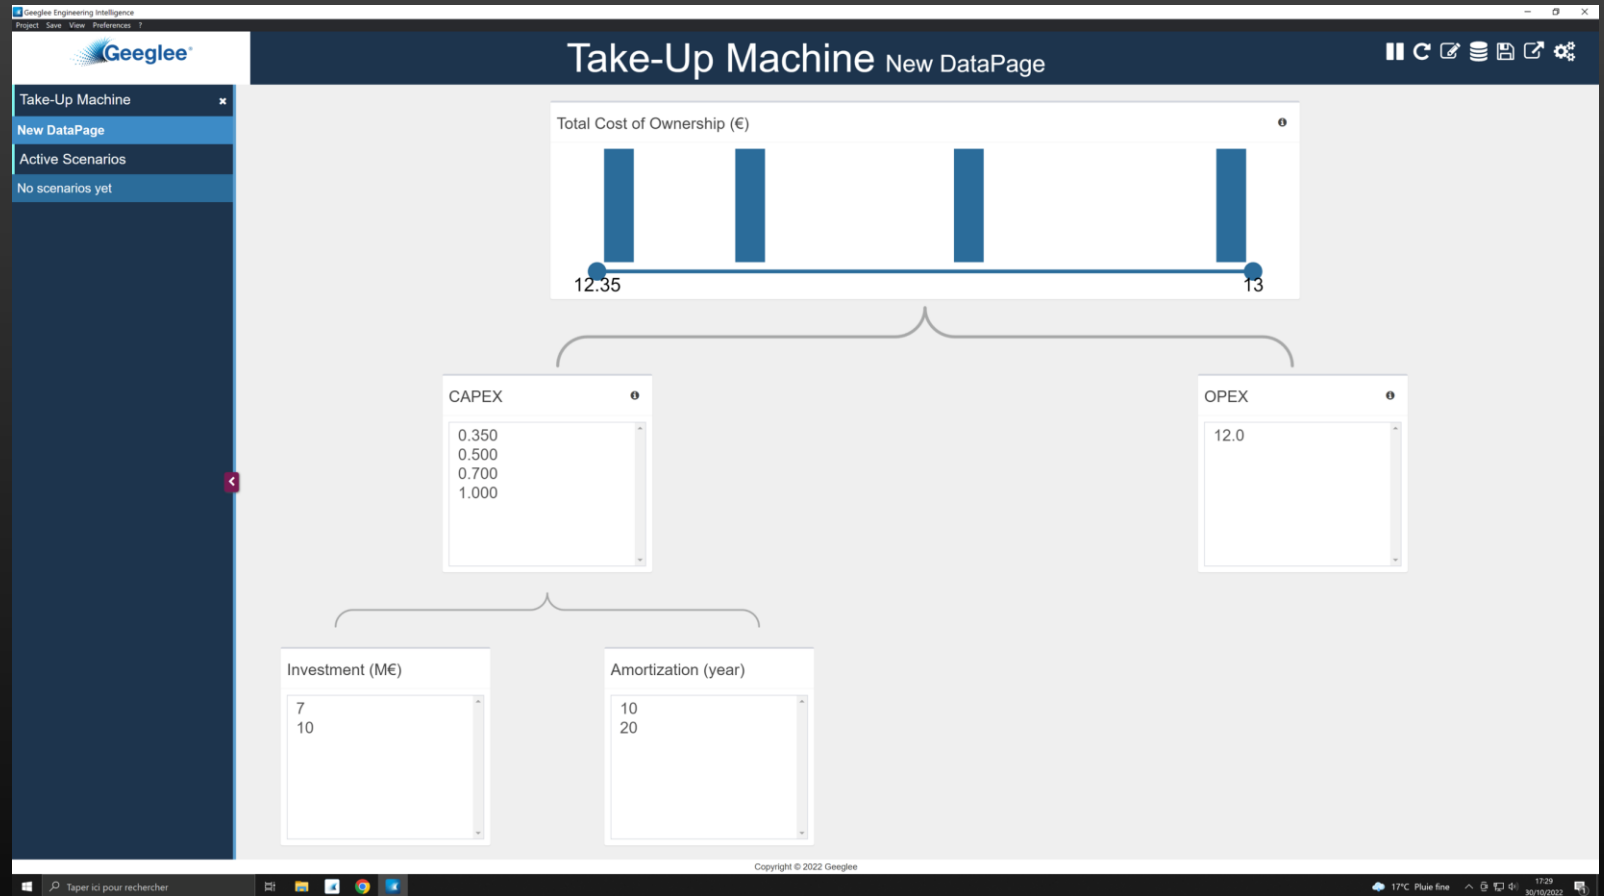 Geeglee Engineering Intelligence
Project Save View Preferences ?
Geeglee®
Take-Up Machine New DataPage
Take-Up Machine
New DataPage
Active Scenarios
No scenarios yet
Total Cost of Ownership (€)
12.35
13
CAPEX
0.350
0.500
0.700
1.000
OPEX
12.0
Investment (M€)
7
10
Amortization (year)
10
20
Copyright © 2022 Geeglee
Taper ici pour rechercher
17°C Pluie fine
17:29
30/10/2022